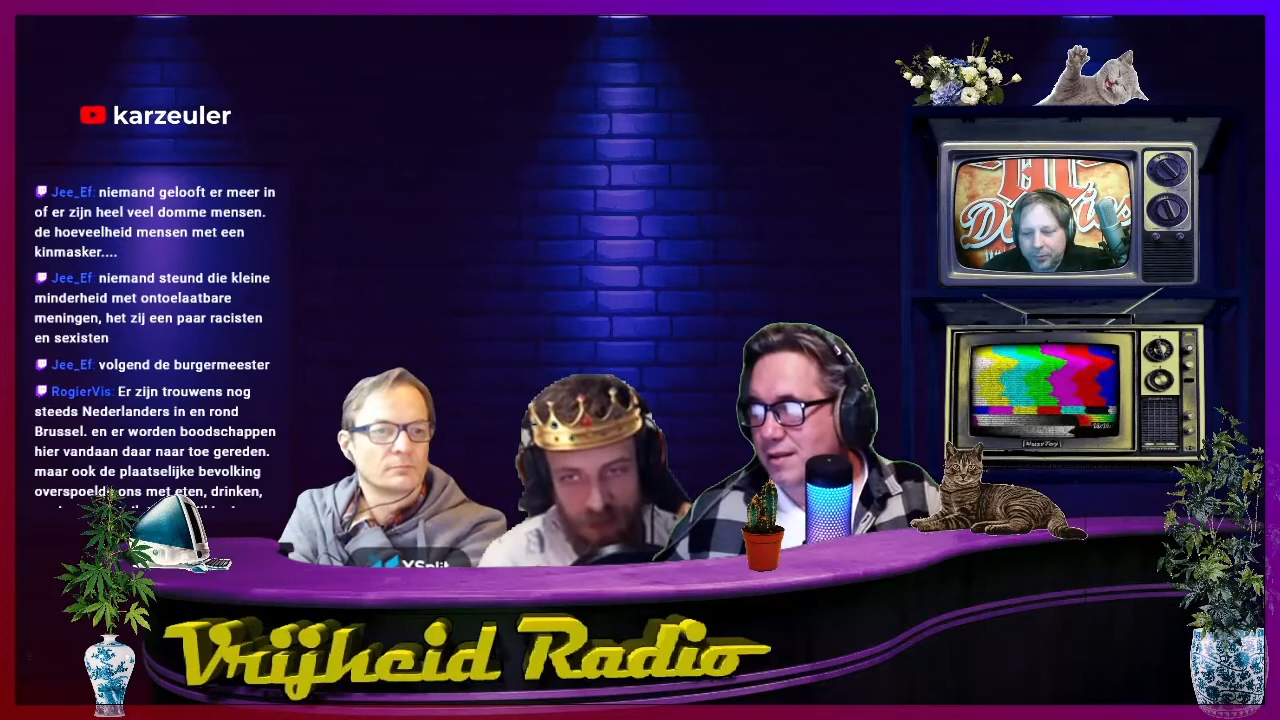 karzeuler
Jee_Ef: niemand gelooft er meer in
of er zijn heel veel domme mensen.
de hoeveelheid mensen met een
kinmasker....
Jee_Ef: niemand steund die kleine
minderheid met ontoelaatbare
meningen, het zij een paar racisten
en sexisten
Jee_Ef: volgend de burgermeester
RogierVis: Er zijn trouwens nog
steeds Nederlanders in en rond
Brussel. en er worden boodschappen
hier vandaan daar naar toe gereden.
maar ook de plaatselijke bevolking
overspoeld ons met eten, drinken,
XSplit
Vrijheid Radio